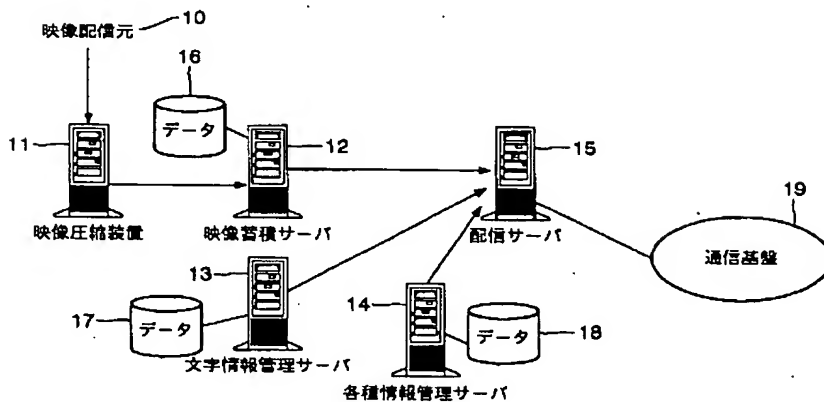 映像配信元
10
16
データ
11
12
15
映像圧縮装置
映像蓄積サーバ
配信サーバ
19
通信基盤
13
17
データ
文字情報管理サーバ
14
データ
18
各種情報管理サーバ